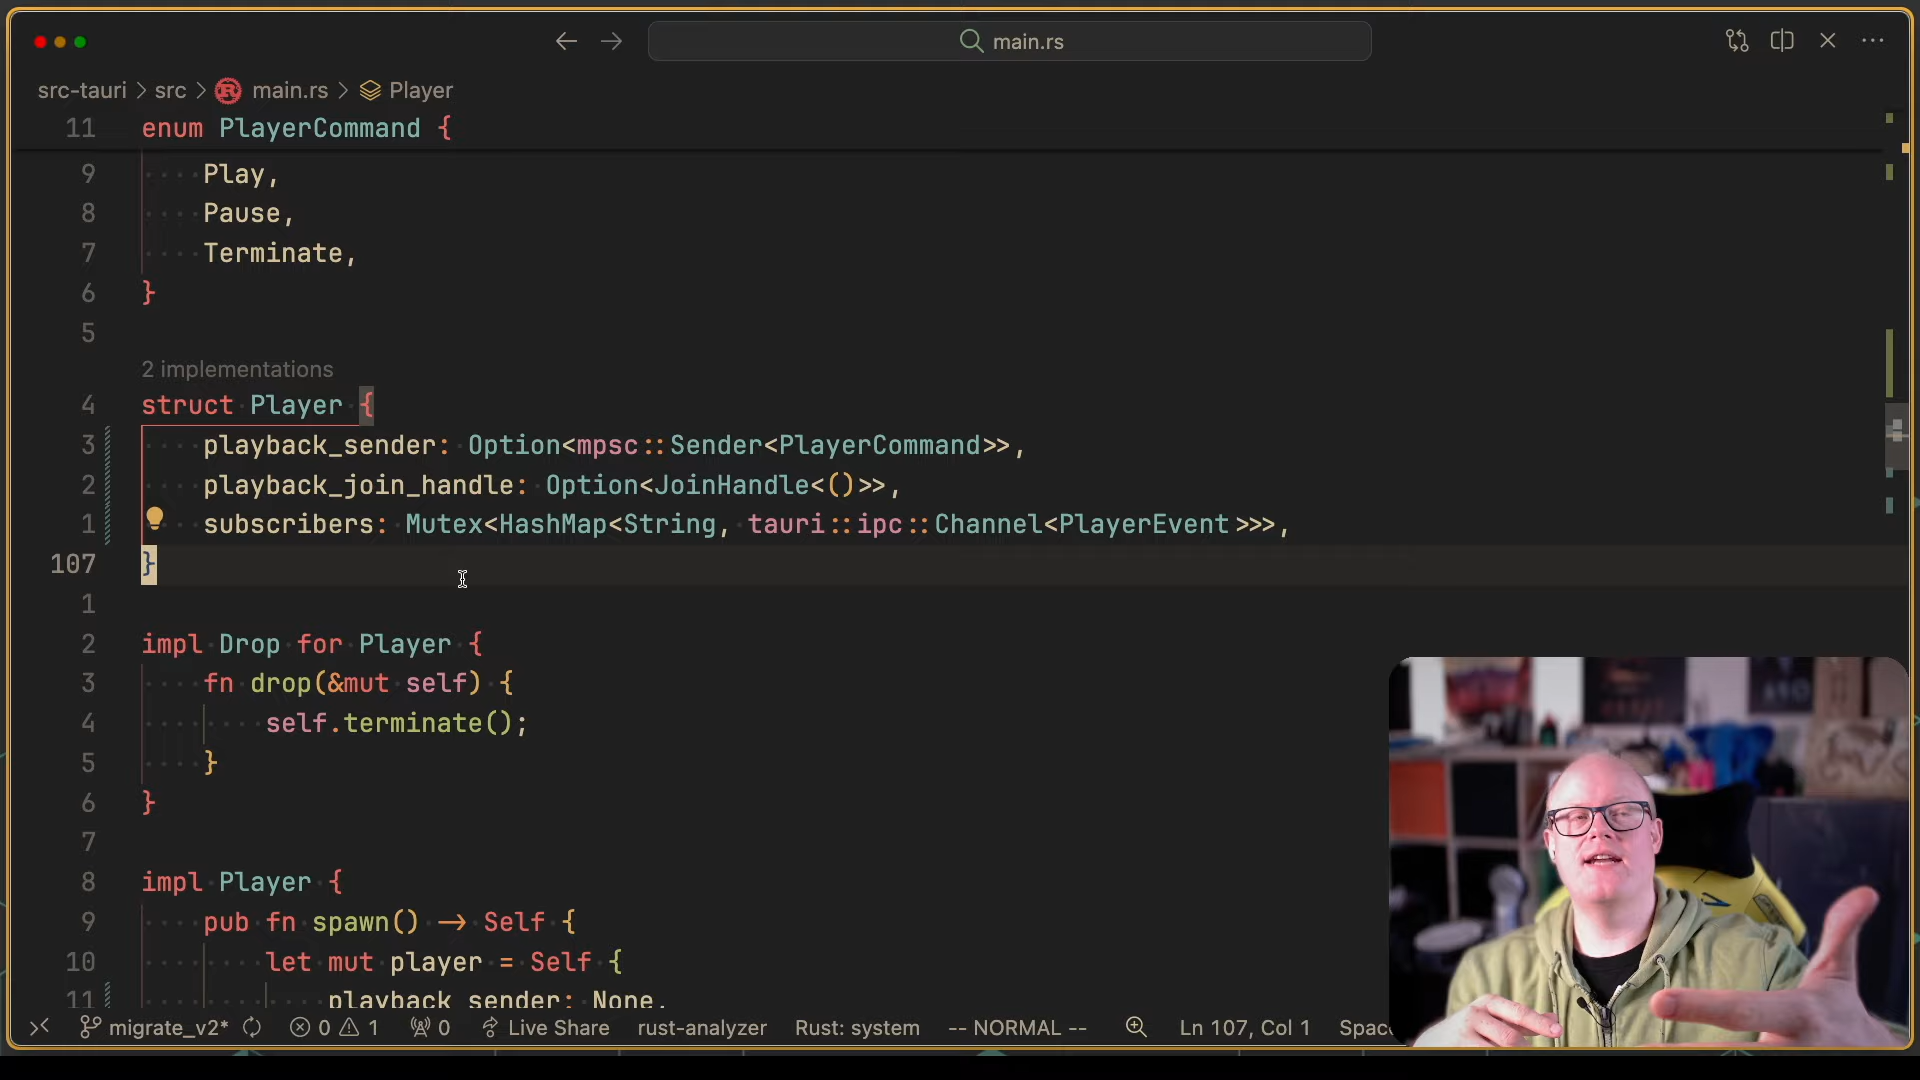 main.rs
src-tauri > src > main.rs > Player
11 enum PlayerCommand {
9 Play,
8 Pause,
7 Terminate,
6 }
5
2 implementations
4 struct Player {
3 playback_sender: Option<mpsc::Sender<PlayerCommand>>,
2 playback_join_handle: Option<JoinHandle<()>>,
1 subscribers: Mutex<HashMap<String, tauri::ipc::Channel<PlayerEvent>>>,
107 }
1
2 impl Drop for Player {
3 fn drop(&mut self) {
4 self.terminate();
5 }
6 }
7
8 impl Player {
9 pub fn spawn() -> Self {
10 let mut player = Self {
11 playback_sender: None,
migrate_v2* 0 1 0 Live Share rust-analyzer Rust: system -- NORMAL -- Ln 107, Col 1 Spac